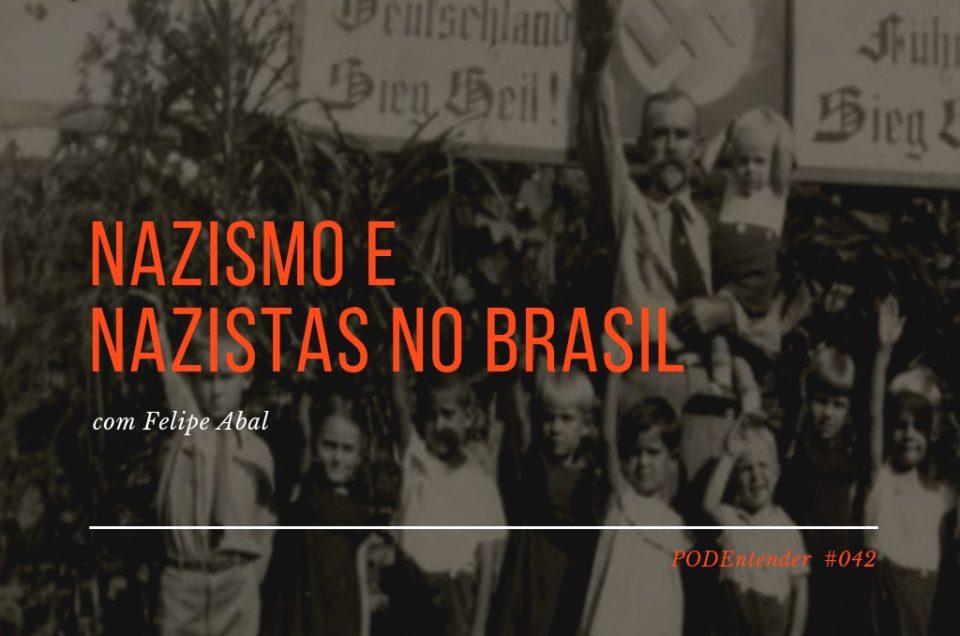 Deutschland
Sieg Heil!
Sieg
NAZISMO E
NAZISTAS NO BRASIL
com Felipe Abal
PODEntender #042